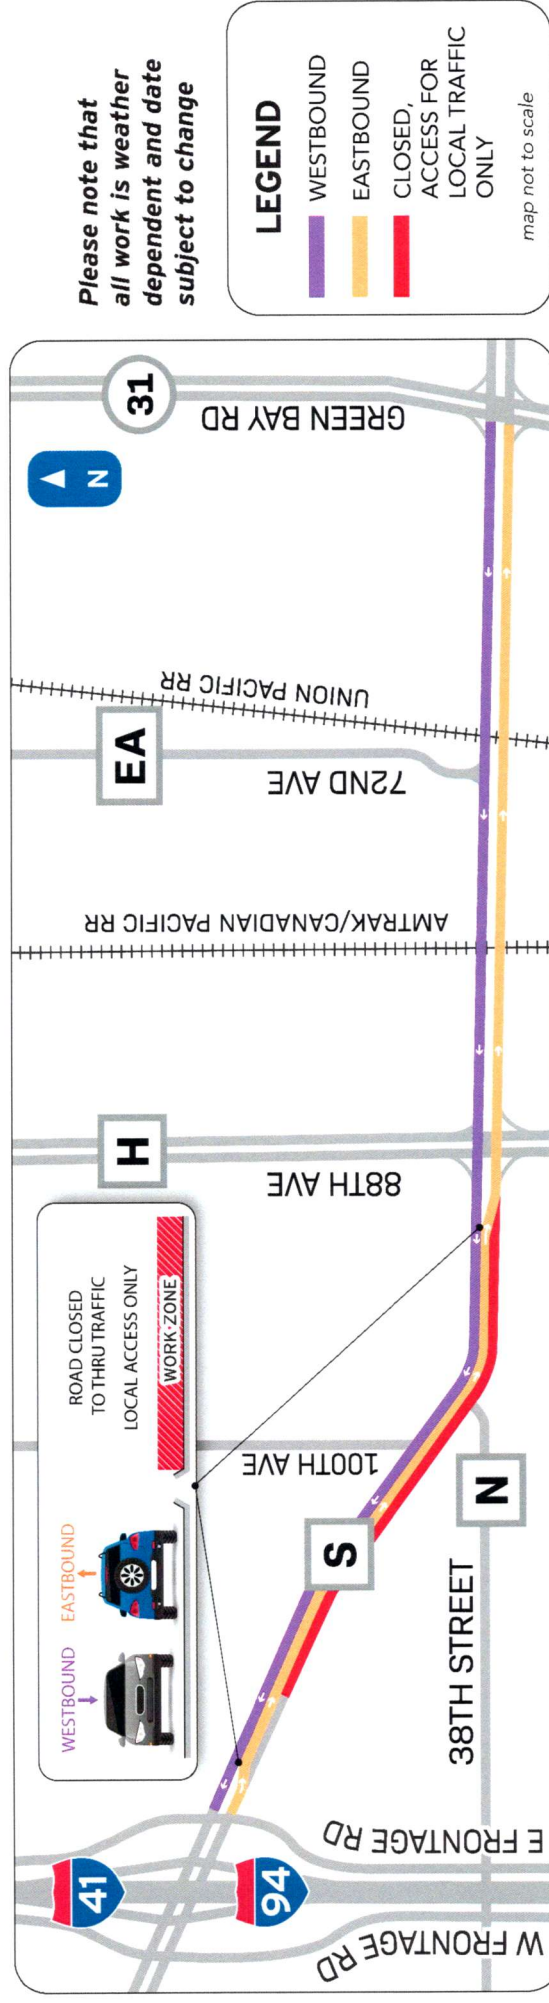 41
94
W FRONTAGE RD
E FRONTAGE RD
WESTBOUND
EASTBOUND
ROAD CLOSED
TO THRU TRAFFIC
LOCAL ACCESS ONLY
WORK ZONE
S
38TH STREET
N
100TH AVE
H
88TH AVE
AMTRAK/CANADIAN PACIFIC RR
EA
72ND AVE
UNION PACIFIC RR
N
31
GREEN BAY RD
Please note that
all work is weather
dependent and date
subject to change
LEGEND
WESTBOUND
EASTBOUND
CLOSED,
ACCESS FOR
LOCAL TRAFFIC
ONLY
map not to scale